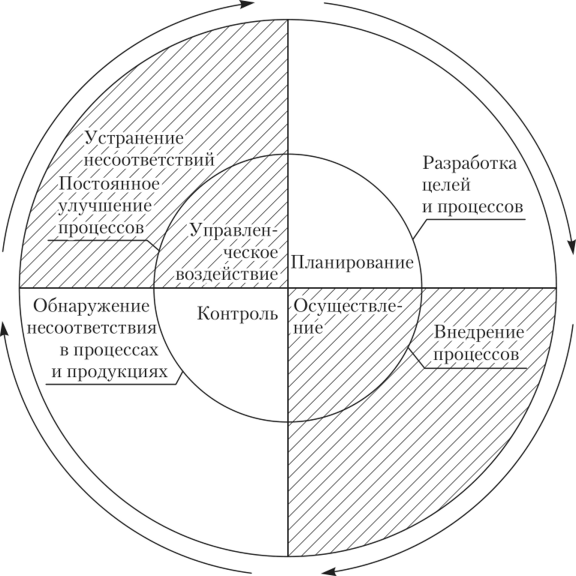 Устранение
несоответствий
Постоянное
улучшение
процессов
Управлен-
ческое
воздействие
Разработка
целей
и процессов
Планирование
Обнаружение
несоответствия
в процессах
и продукциях
Контроль
Осуществле-
ние
Внедрение
процессов